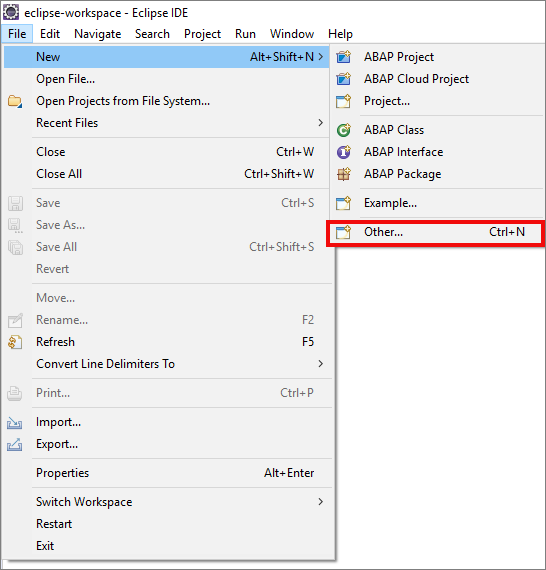 eclipse-workspace - Eclipse IDE
File Edit Navigate Search Project Run Window Help
New Alt+Shift+N >
Open File...
Open Projects from File System...
Recent Files >
Close Ctrl+W
Close All Ctrl+Shift+W
Save Ctrl+S
Save As...
Save All Ctrl+Shift+S
Revert
Move...
Rename... F2
Refresh F5
Convert Line Delimiters To >
Print... Ctrl+P
Import...
Export...
Properties Alt+Enter
Switch Workspace >
Restart
Exit
ABAP Project
ABAP Cloud Project
Project...
ABAP Class
ABAP Interface
ABAP Package
Example...
Other... Ctrl+N